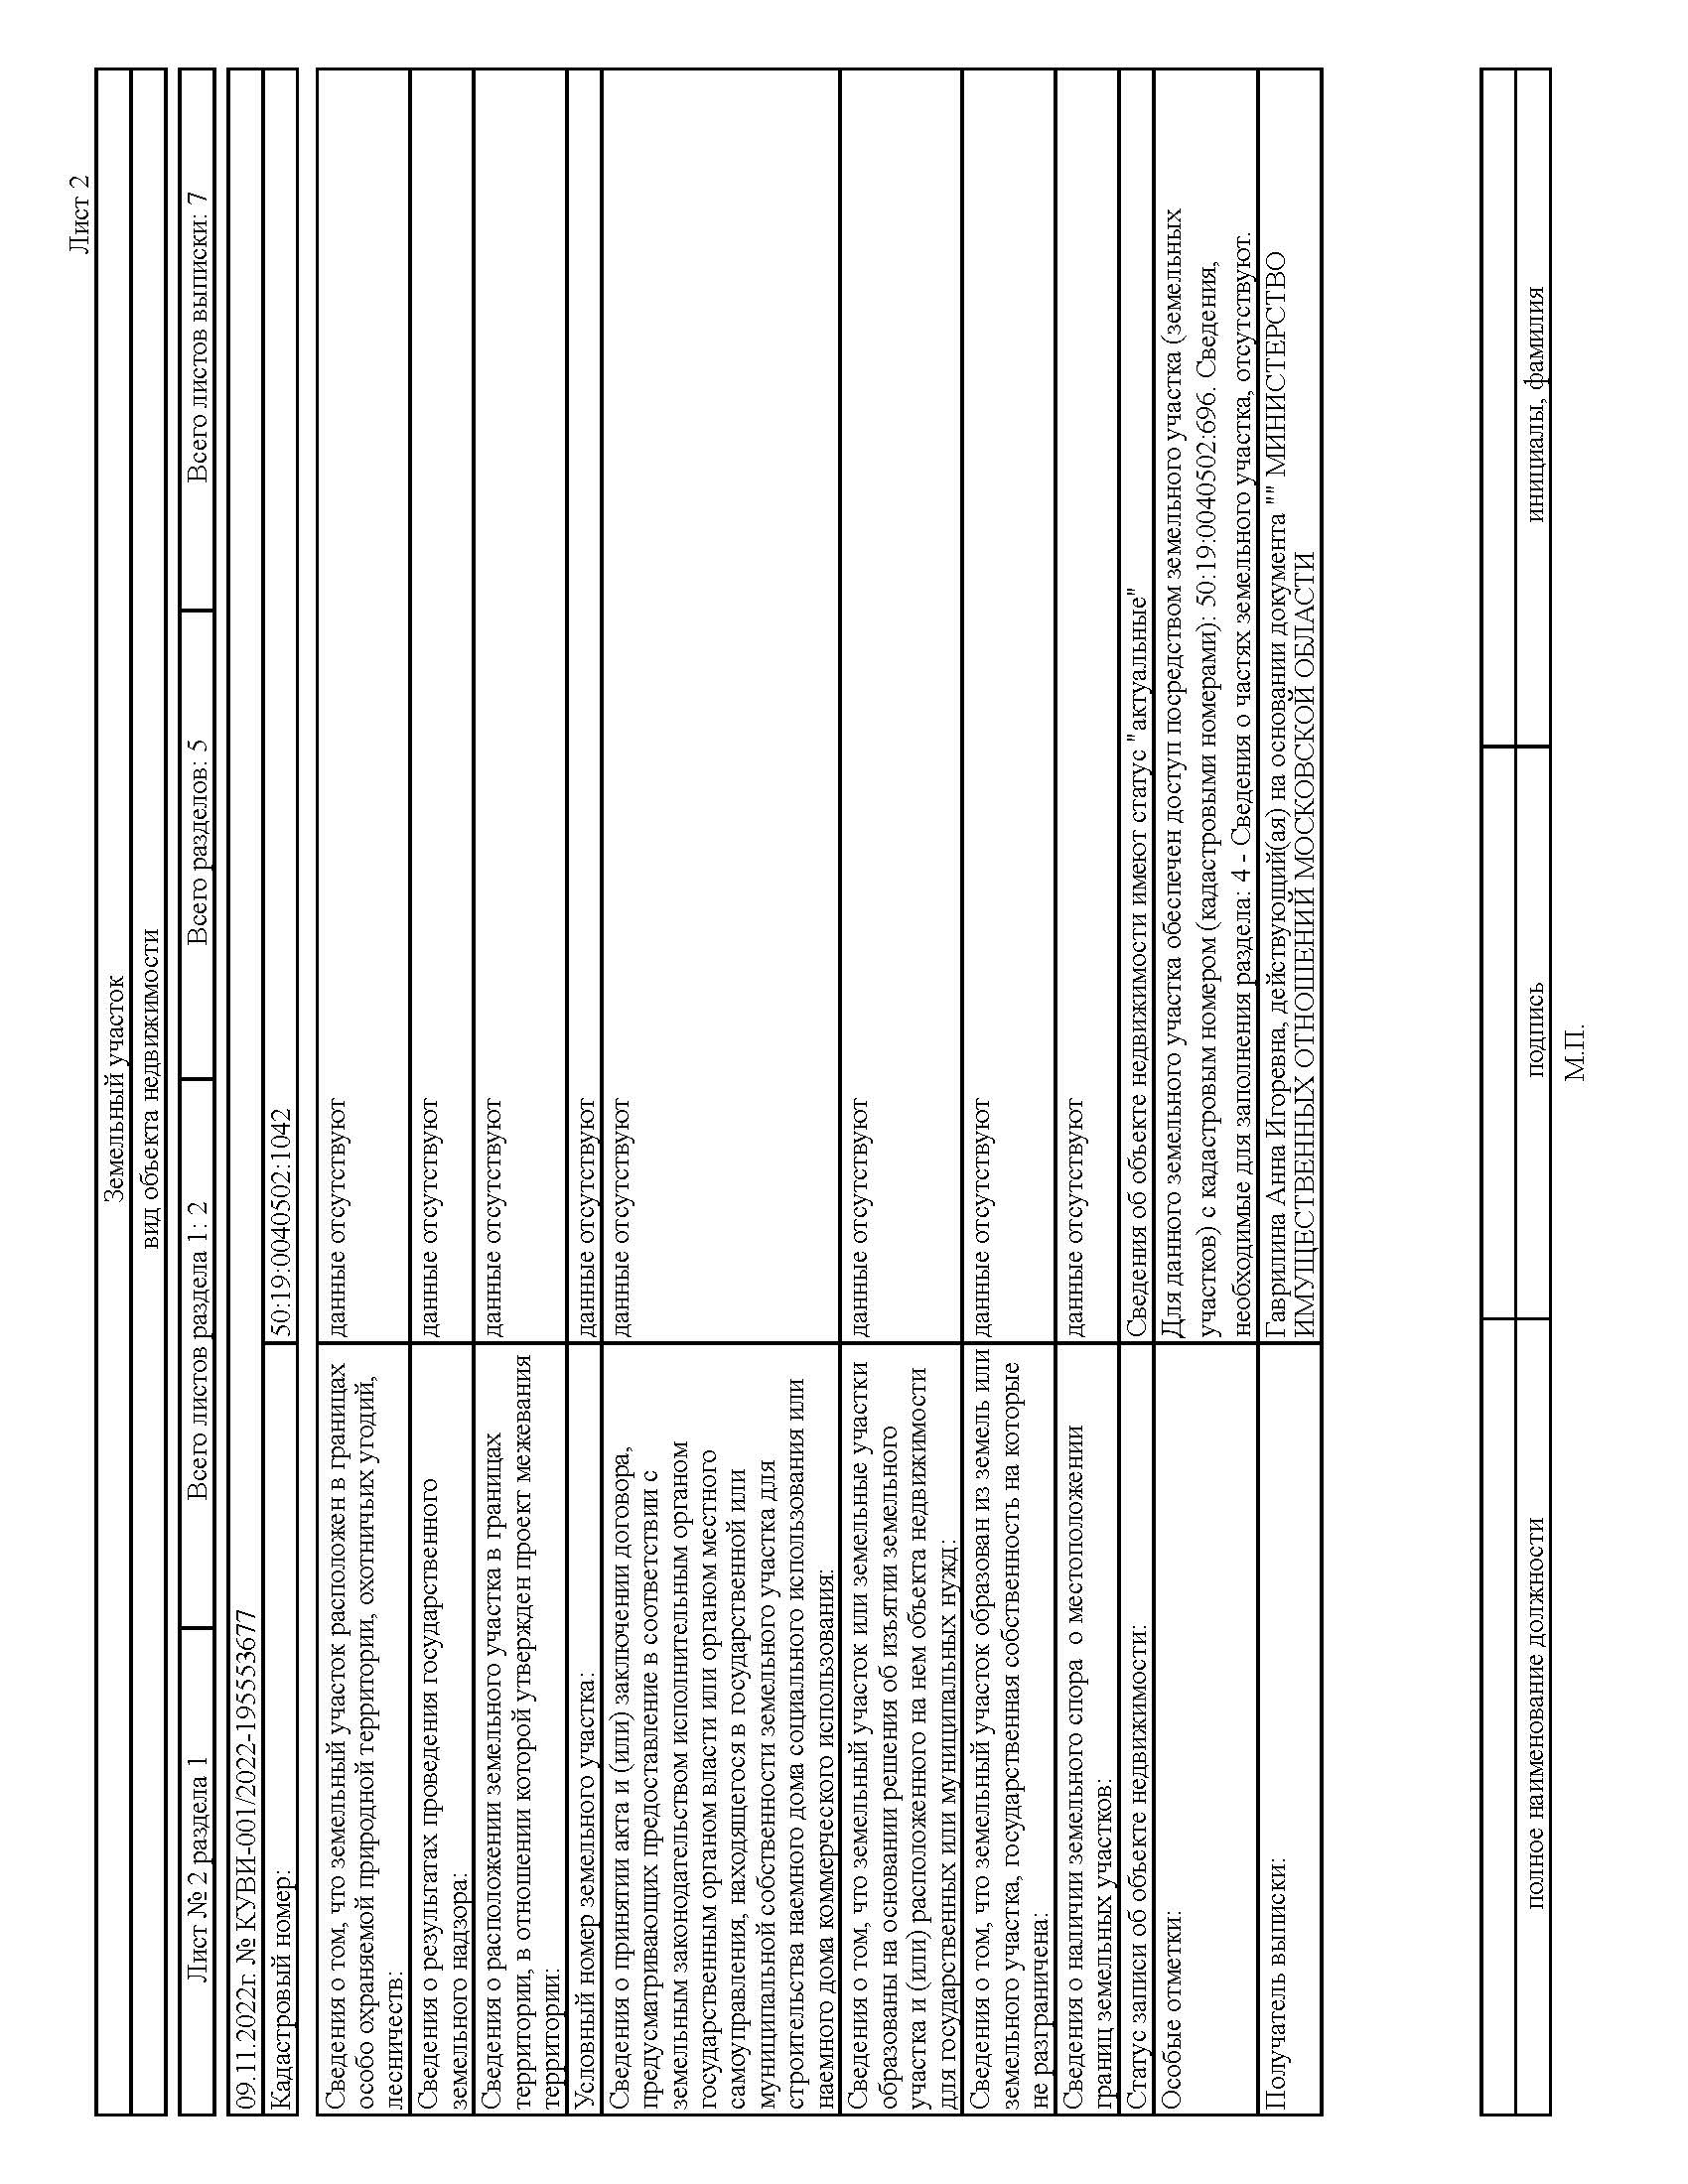 Лист 2
Земельный участок
вид объекта недвижимости
Лист № 2 раздела 1
Всего листов раздела 1: 2
Всего разделов: 5
Всего листов выписки: 7
09.11.2022г. № КУВИ-001/2022-195553677
Кадастровый номер:
50:19:0040502:1042
Сведения о том, что земельный участок расположен в границах
особо охраняемой природной территории, охотничьих угодий,
лесничеств:
данные отсутствуют
Сведения о результатах проведения государственного
земельного надзора:
данные отсутствуют
Сведения о расположении земельного участка в границах
территории, в отношении которой утвержден проект межевания
территории:
данные отсутствуют
Условный номер земельного участка:
данные отсутствуют
Сведения о принятии акта и (или) заключении договора,
предусматривающих предоставление в соответствии с
земельным законодательством исполнительным органом
государственным органом власти или органом местного
самоуправления, находящегося в государственной или
муниципальной собственности земельного участка для
строительства наемного дома социального использования или
наемного дома коммерческого использования:
данные отсутствуют
Сведения о том, что земельный участок или земельные участки
образованы на основании решения об изъятии земельного
участка и (или) расположенного на нем объекта недвижимости
для государственных или муниципальных нужд:
данные отсутствуют
Сведения о том, что земельный участок образован из земель или
земельного участка, государственная собственность на которые
не разграничена:
данные отсутствуют
Сведения о наличии земельного спора о местоположении
границ земельных участков:
данные отсутствуют
Статус записи об объекте недвижимости:
Сведения об объекте недвижимости имеют статус "актуальные"
Особые отметки:
Для данного земельного участка обеспечен доступ посредством земельного участка (земельных
участков) с кадастровым номером (кадастровыми номерами): 50:19:0040502:696. Сведения,
необходимые для заполнения раздела: 4 - Сведения о частях земельного участка, отсутствуют.
Получатель выписки:
Гаврилина Анна Игоревна, действующий(ая) на основании документа "" МИНИСТЕРСТВО
ИМУЩЕСТВЕННЫХ ОТНОШЕНИЙ МОСКОВСКОЙ ОБЛАСТИ
полное наименование должности
подпись
инициалы, фамилия
М.П.